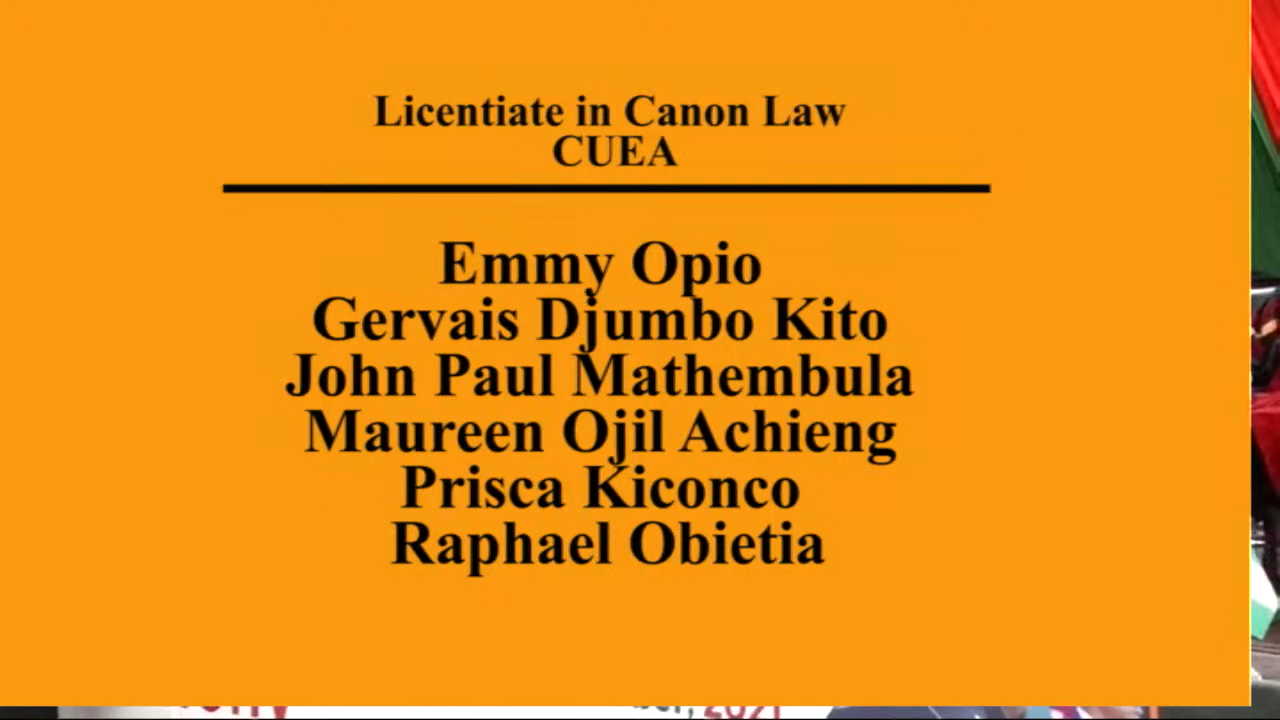 Licentiate in Canon Law
CUEA
Emmy Opio
Gervais Djumbo Kito
John Paul Mathembula
Maureen Ojil Achieng
Prisca Kiconco
Raphael Obietia
2021